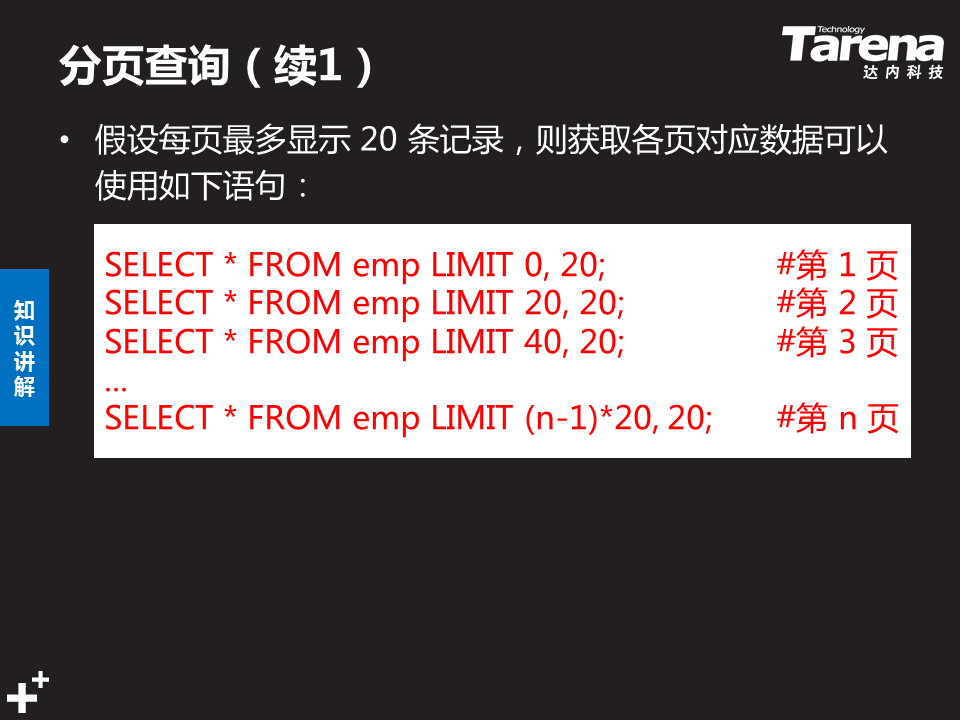 分页查询（续1）
Technology
Tarena
达内科技
• 假设每页最多显示 20 条记录，则获取各页对应数据可以
使用如下语句：
SELECT * FROM emp LIMIT 0, 20; #第 1 页
SELECT * FROM emp LIMIT 20, 20; #第 2 页
SELECT * FROM emp LIMIT 40, 20; #第 3 页
...
SELECT * FROM emp LIMIT (n-1)*20, 20; #第 n 页
知
识
讲
解